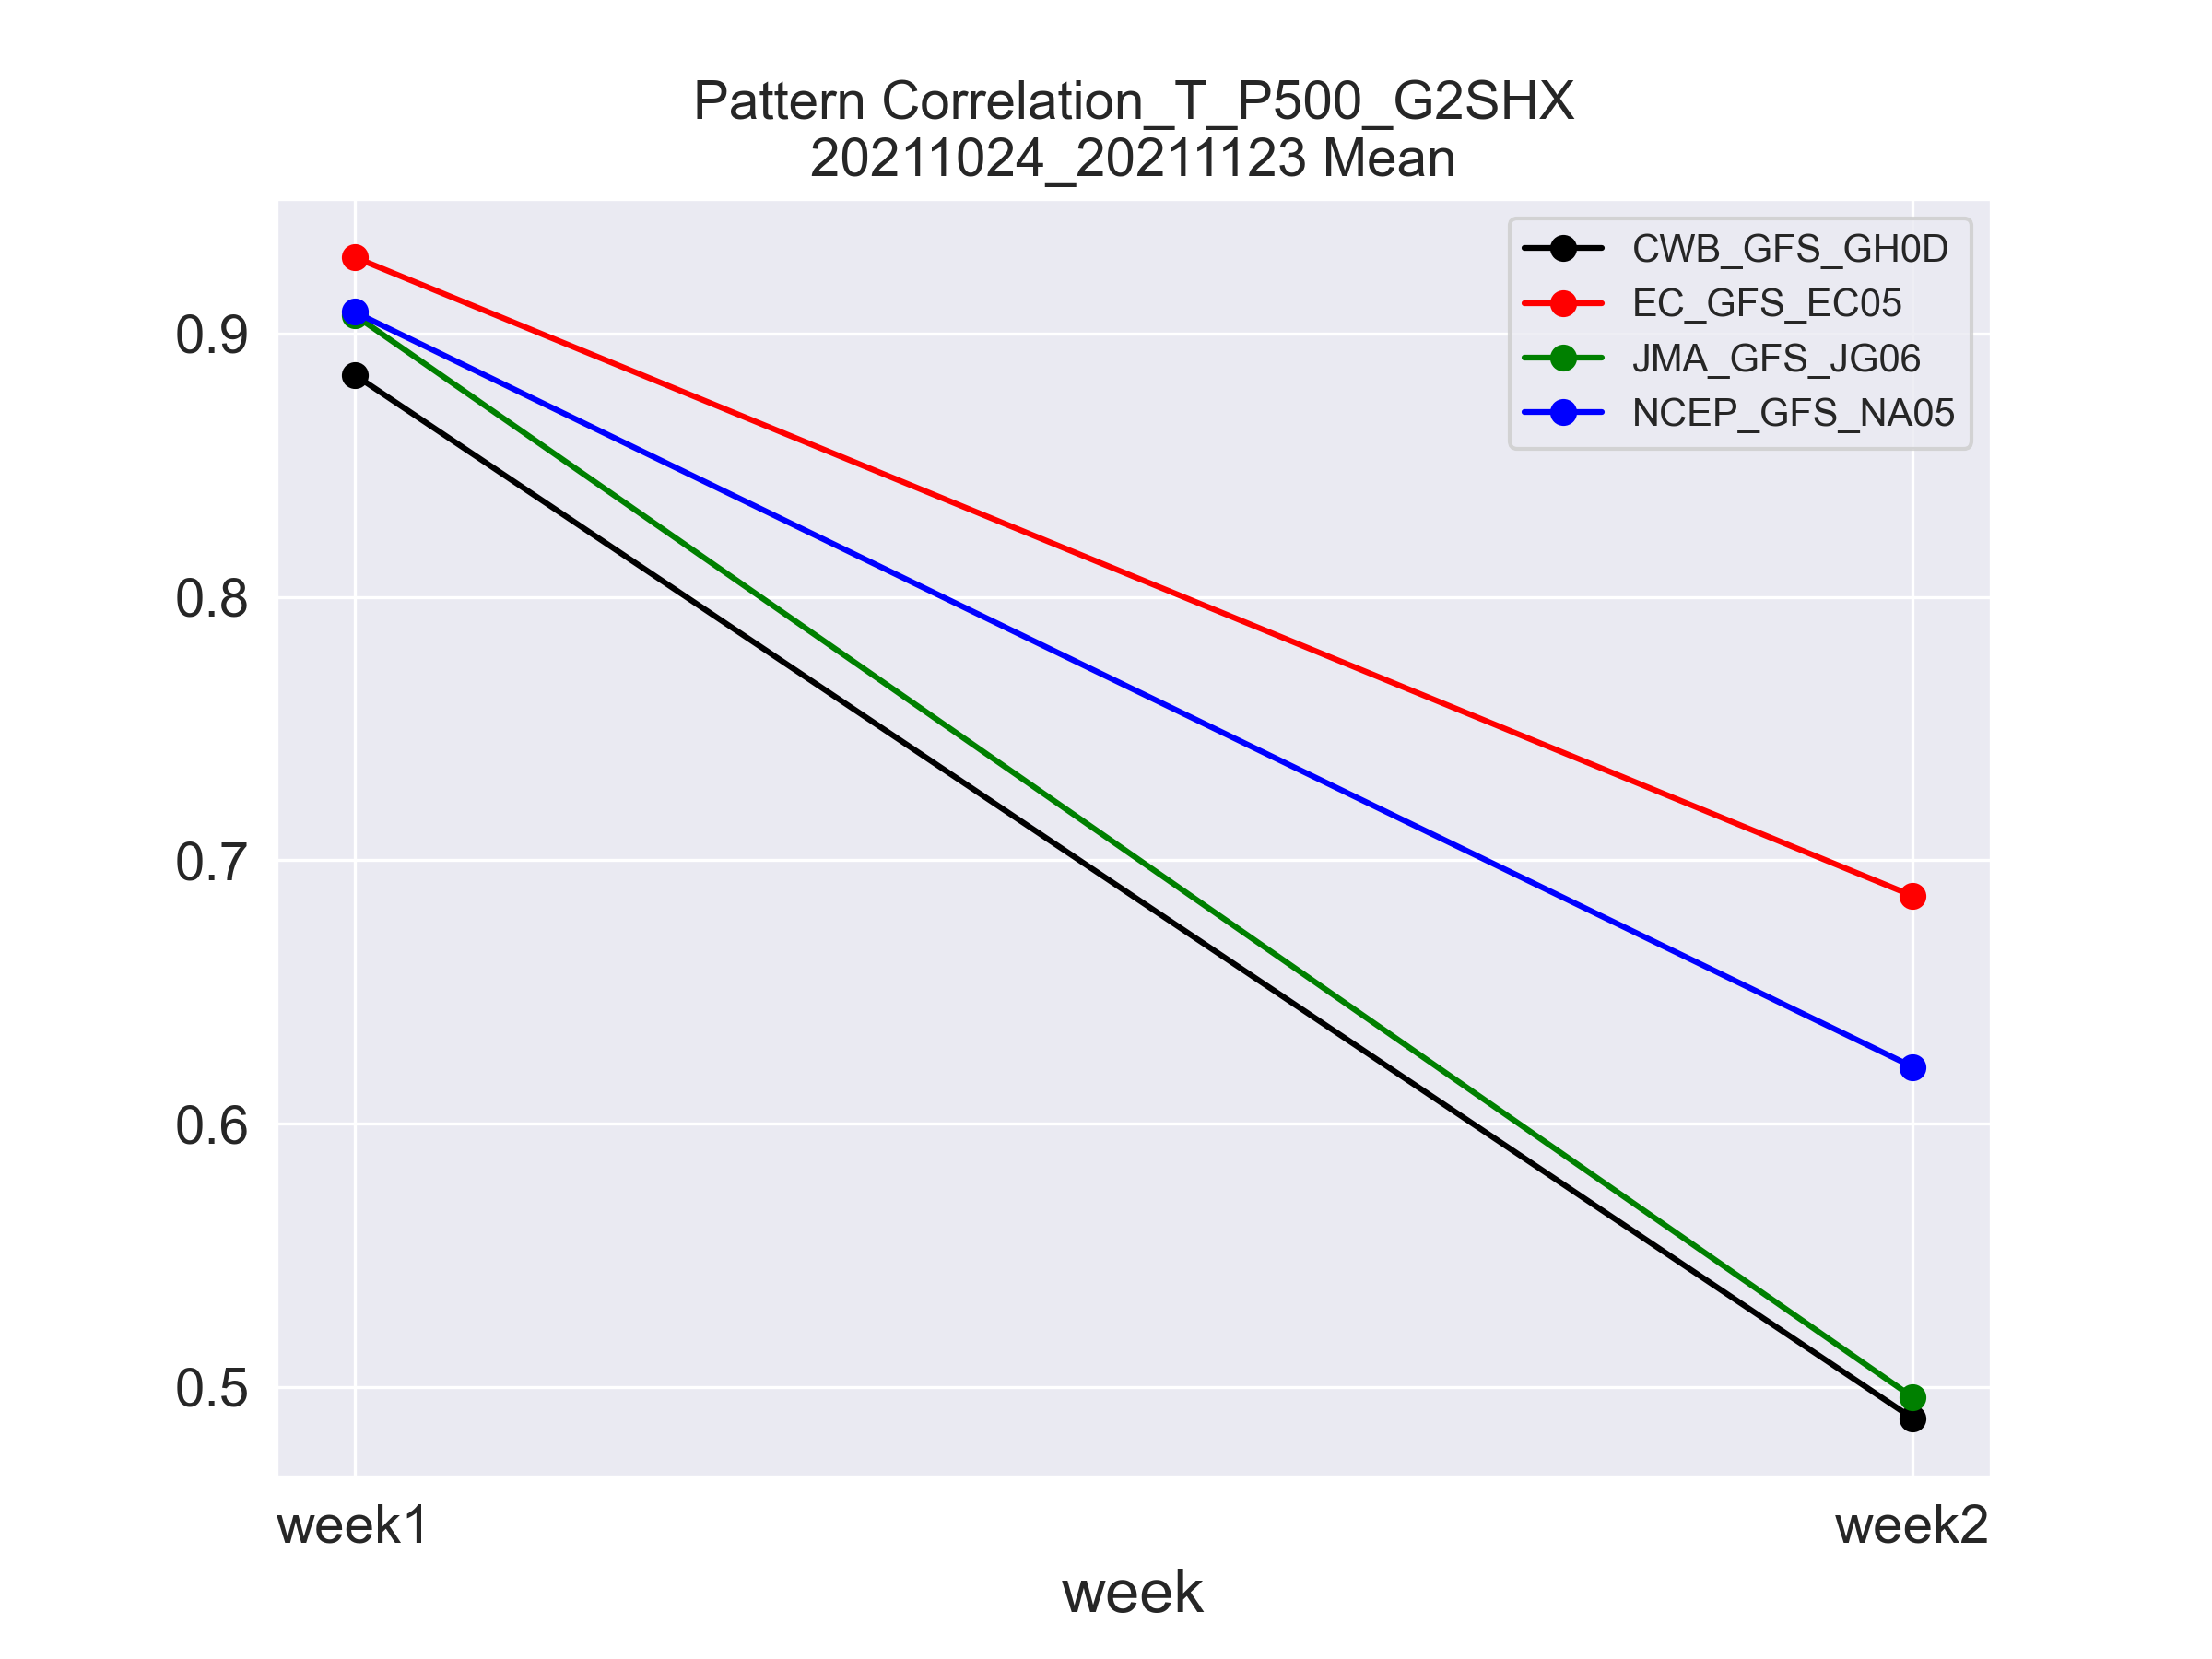 Pattern Correlation_T_P500_G2SHX
20211024_20211123 Mean
CWB_GFS_GH0D
EC_GFS_EC05
JMA_GFS_JG06
NCEP_GFS_NA05
0.9
0.8
0.7
0.6
0.5
week1 week2
week